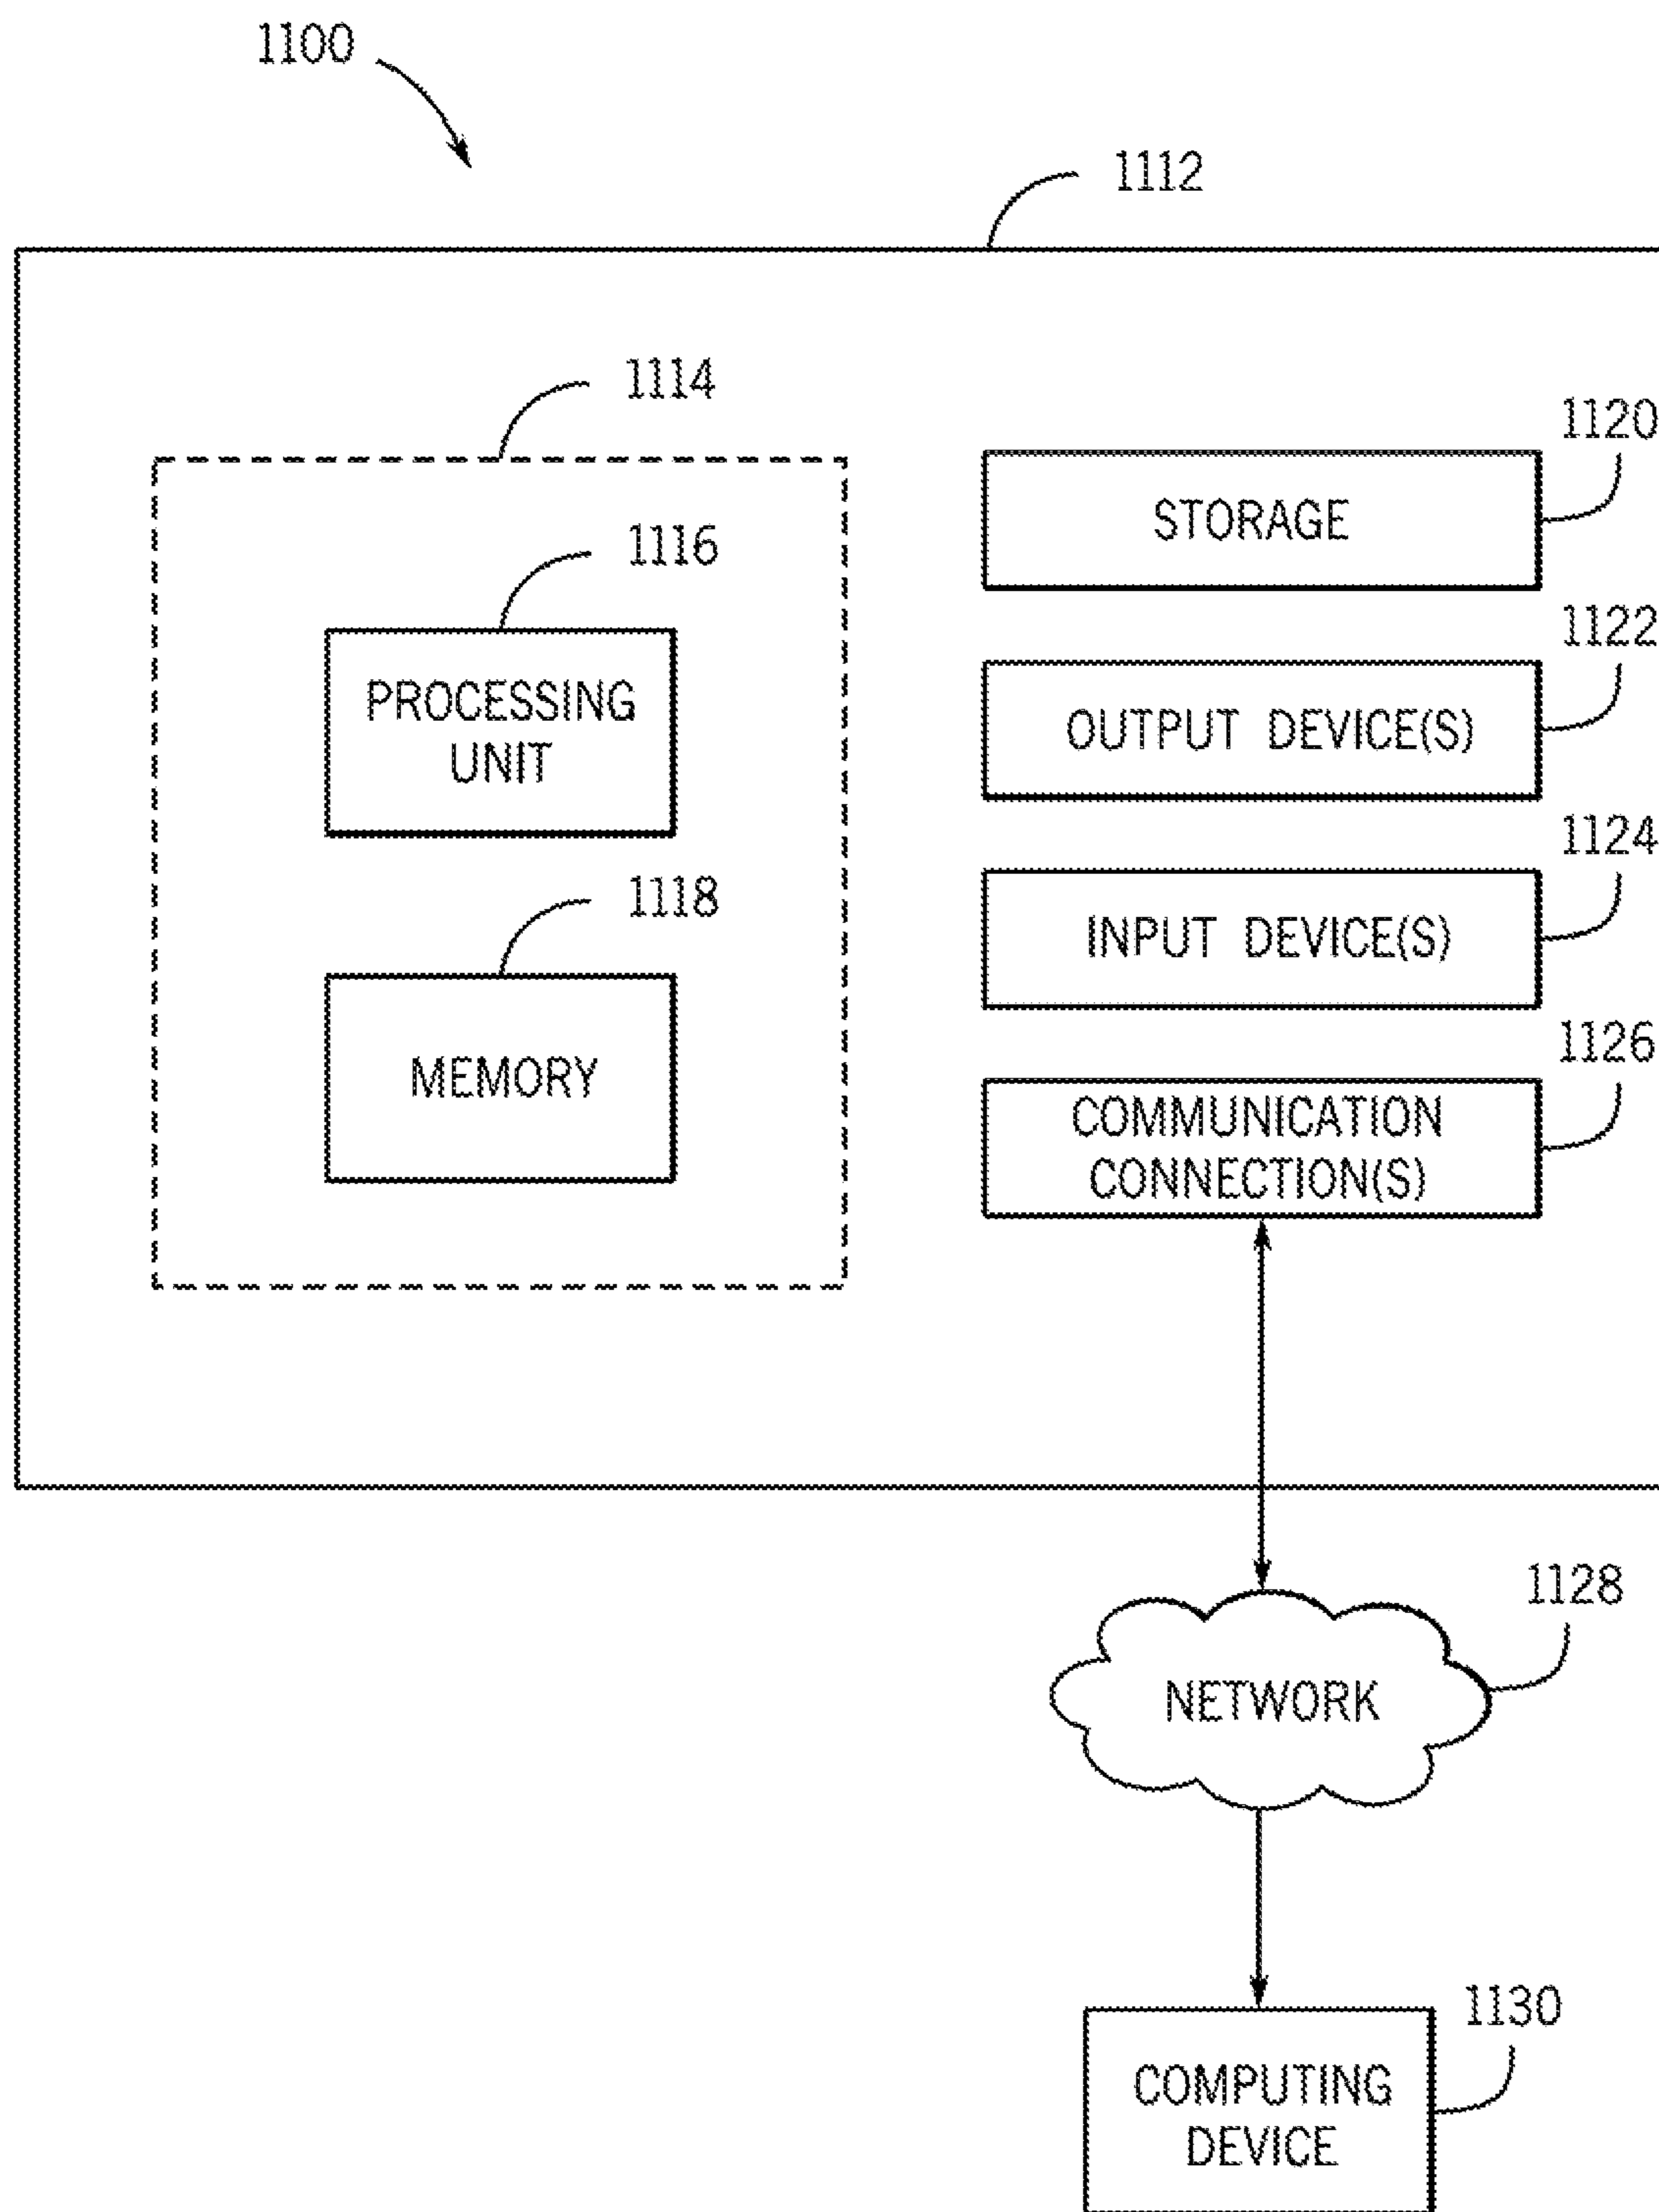 1100
1112
1114
1116
PROCESSING
UNIT
1118
MEMORY
1120
STORAGE
1122
OUTPUT DEVICE(S)
1124
INPUT DEVICE(S)
1126
COMMUNICATION
CONNECTION(S)
1128
NETWORK
1130
COMPUTING
DEVICE